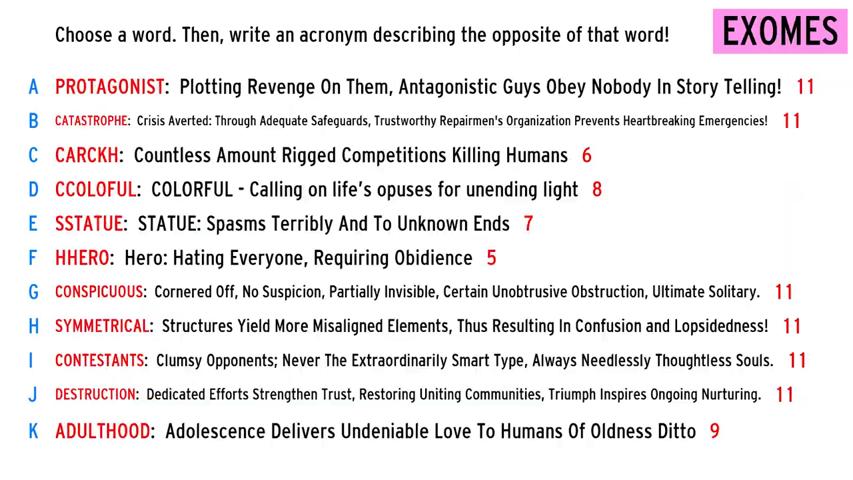 Choose a word. Then, write an acronym describing the opposite of that word!
EXOMES
A PROTAGONIST: Plotting Revenge On Them, Antagonistic Guys Obey Nobody In Story Telling! 11
B CATASTROPHE: Crisis Averted: Through Adequate Safeguards, Trustworthy Repairmen's Organization Prevents Heartbreaking Emergencies! 11
C CARCKH: Countless Amount Rigged Competitions Killing Humans 6
D CCOLOFUL: COLORFUL - Calling on life's opuses for unending light 8
E SSTATUE: STATUE: Spasms Terribly And To Unknown Ends 7
F HHERO: Hero: Hating Everyone, Requiring Obidience 5
G CONSPICUOUS: Cornered Off, No Suspicion, Partially Invisible, Certain Unobtrusive Obstruction, Ultimate Solitary. 11
H SYMMETRICAL: Structures Yield More Misaligned Elements, Thus Resulting In Confusion and Lopsidedness! 11
I CONTESTANTS: Clumsy Opponents; Never The Extraordinarily Smart Type, Always Needlessly Thoughtless Souls. 11
J DESTRUCTION: Dedicated Efforts Strengthen Trust, Restoring Uniting Communities, Triumph Inspires Ongoing Nurturing. 11
K ADULTHOOD: Adolescence Delivers Undeniable Love To Humans Of Oldness Ditto 9